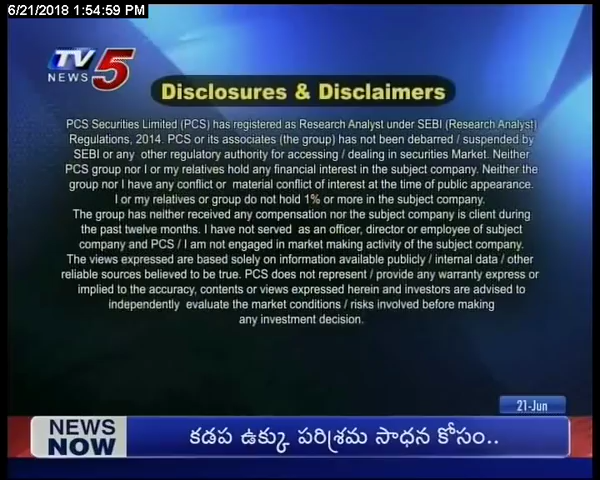 6/21/2018 1:54:59 PM
TV5
NEWS
Disclosures & Disclaimers
PCS Securities Limited (PCS) has registered as Research Analyst under SEBI (Research Analyst)
Regulations, 2014. PCS or its associates (the group) has not been debarred / suspended by
SEBI or any other regulatory authority for accessing / dealing in securities Market. Neither
PCS group nor I or my relatives hold any financial interest in the subject company. Neither the
group nor I have any conflict or material conflict of interest at the time of public appearance.
I or my relatives or group do not hold 1% or more in the subject company.
The group has neither received any compensation nor the subject company is client during
the past twelve months. I have not served as an officer, director or employee of subject
company and PCS / I am not engaged in market making activity of the subject company.
The views expressed are based solely on information available publicly / internal data / other
reliable sources believed to be true. PCS does not represent / provide any warranty express or
implied to the accuracy, contents or views expressed herein and investors are advised to
independently evaluate the market conditions / risks involved before making
any investment decision.
21-Jun
NEWS
NOW
కడప ఉక్కు పరిశ్రమ సాధన కోసం..